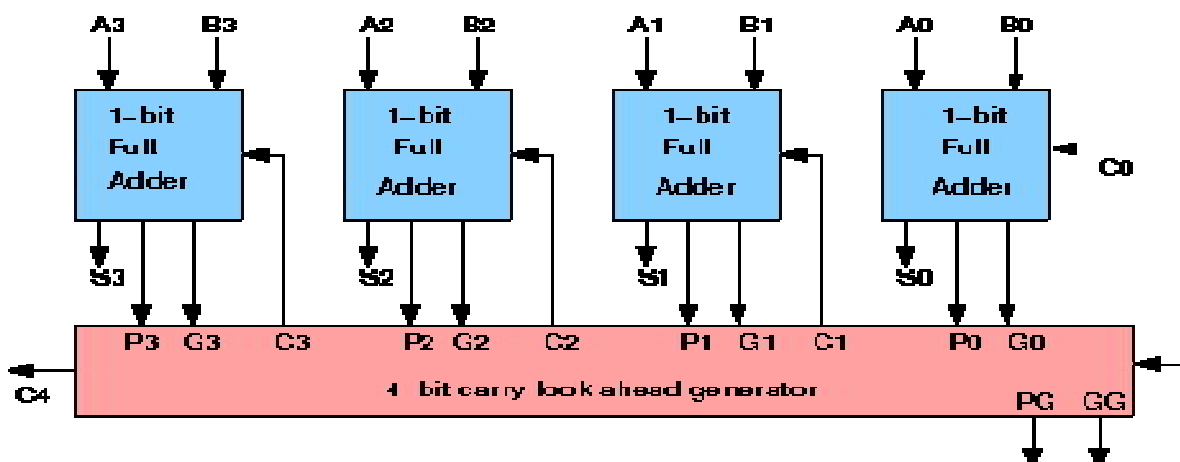 A3 B3 A2 B2 A1 B1 A0 B0
1-bit Full Adder
1-bit Full Adder
1-bit Full Adder
1-bit Full Adder
C0
S3 S2 S1 S0
P3 G3 C3 P2 G2 C2 P1 G1 C1 P0 G0
4 bit carry look ahead generator
C4
PG GG